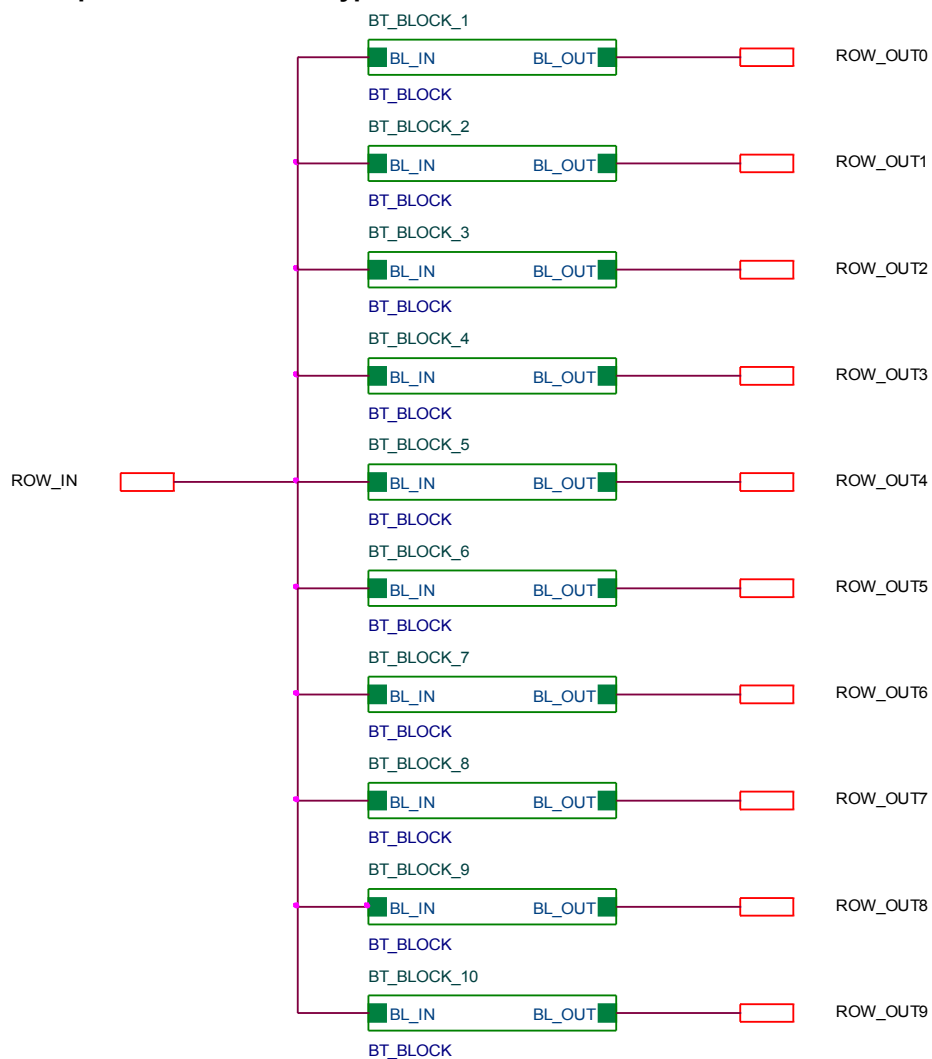 BT_BLOCK_1
BL_IN BL_OUT ROW_OUT0
BT_BLOCK
BT_BLOCK_2
BL_IN BL_OUT ROW_OUT1
BT_BLOCK
BT_BLOCK_3
BL_IN BL_OUT ROW_OUT2
BT_BLOCK
BT_BLOCK_4
BL_IN BL_OUT ROW_OUT3
BT_BLOCK
BT_BLOCK_5
ROW_IN BL_IN BL_OUT ROW_OUT4
BT_BLOCK
BT_BLOCK_6
BL_IN BL_OUT ROW_OUT5
BT_BLOCK
BT_BLOCK_7
BL_IN BL_OUT ROW_OUT6
BT_BLOCK
BT_BLOCK_8
BL_IN BL_OUT ROW_OUT7
BT_BLOCK
BT_BLOCK_9
BL_IN BL_OUT ROW_OUT8
BT_BLOCK
BT_BLOCK_10
BL_IN BL_OUT ROW_OUT9
BT_BLOCK